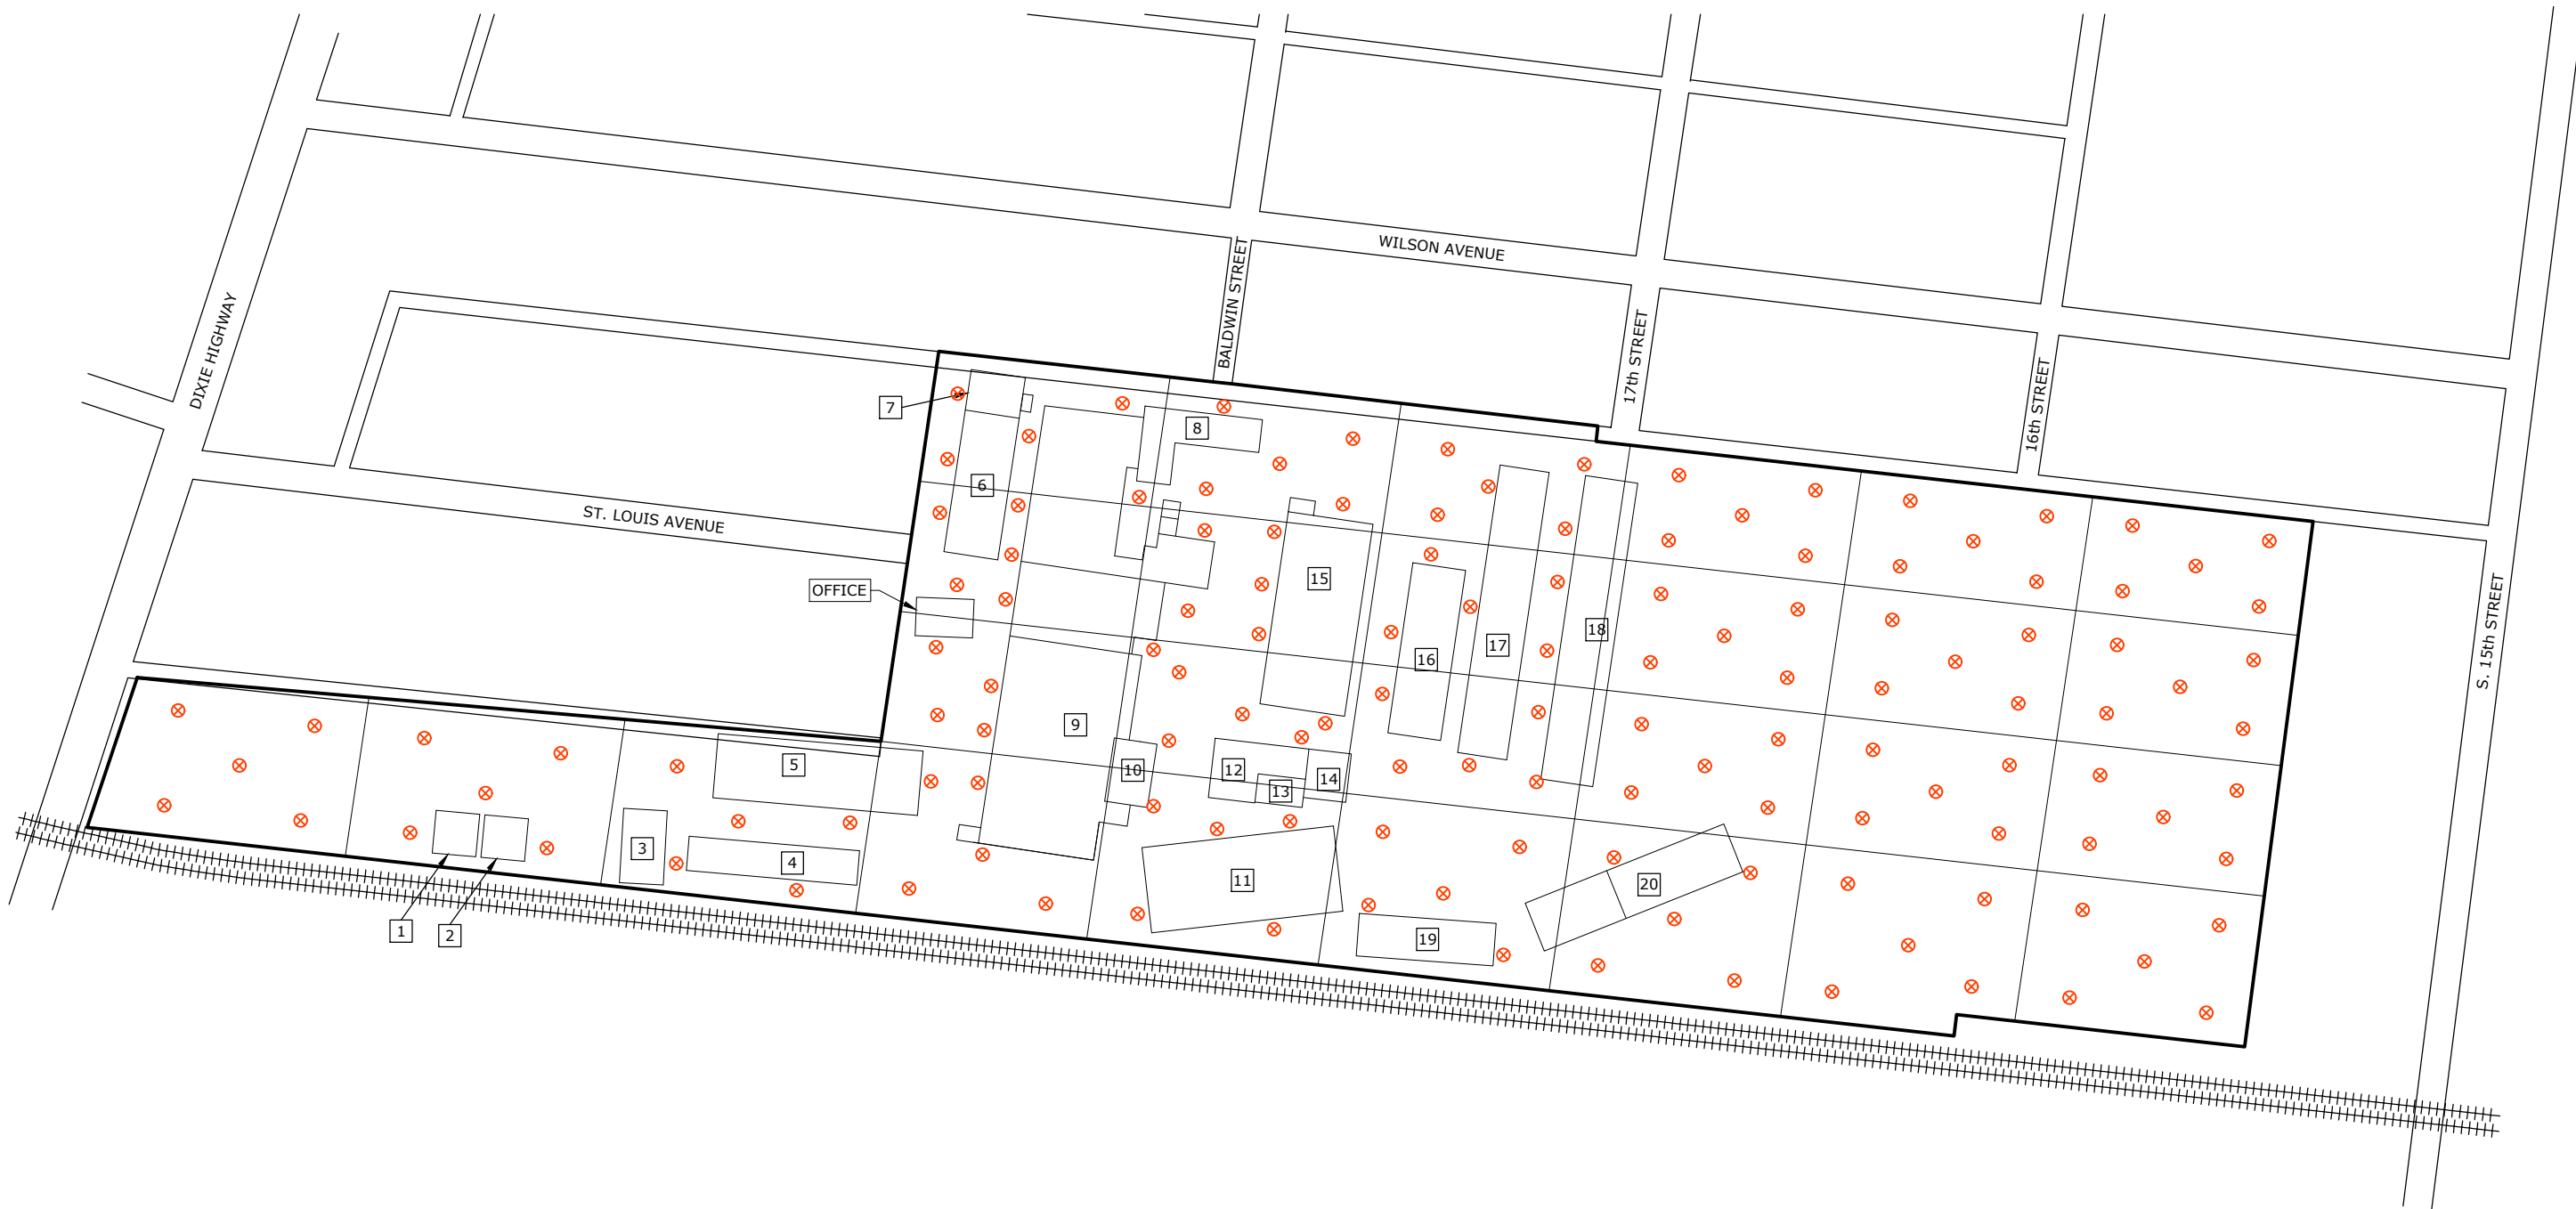 WILSON AVENUE
BALDWIN STREET
DIXIE HIGHWAY
17th STREET
16th STREET
7
8
6
ST. LOUIS AVENUE
OFFICE
15
S. 15th STREET
18
17
16
9
5
10
12
14
13
3
4
11
20
1
2
19